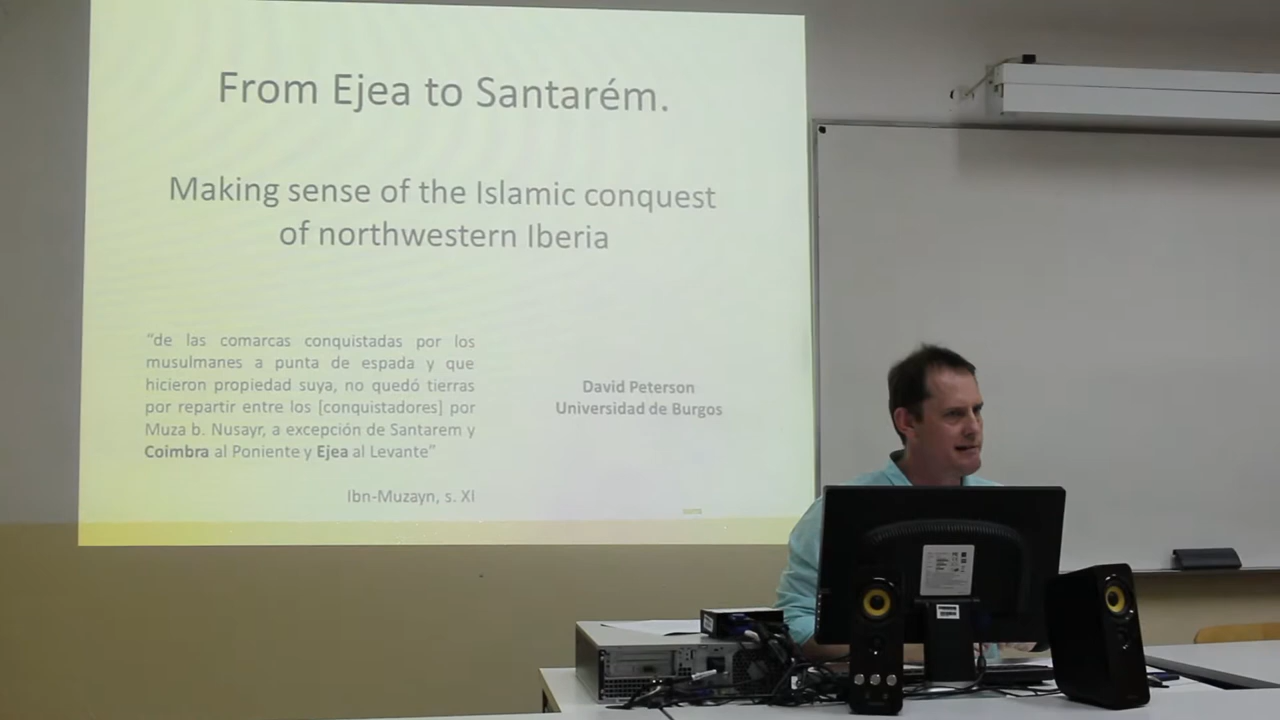 From Ejea to Santarém.
Making sense of the Islamic conquest
of northwestern Iberia
“de las comarcas conquistadas por los
musulmanes a punta de espada y que
hicieron propiedad suya, no quedó tierras
por repartir entre los [conquistadores] por
Muza b. Nusayr, a excepción de Santarem y
Coimbra al Poniente y Ejea al Levante”
Ibn-Muzayn, s. XI
David Peterson
Universidad de Burgos